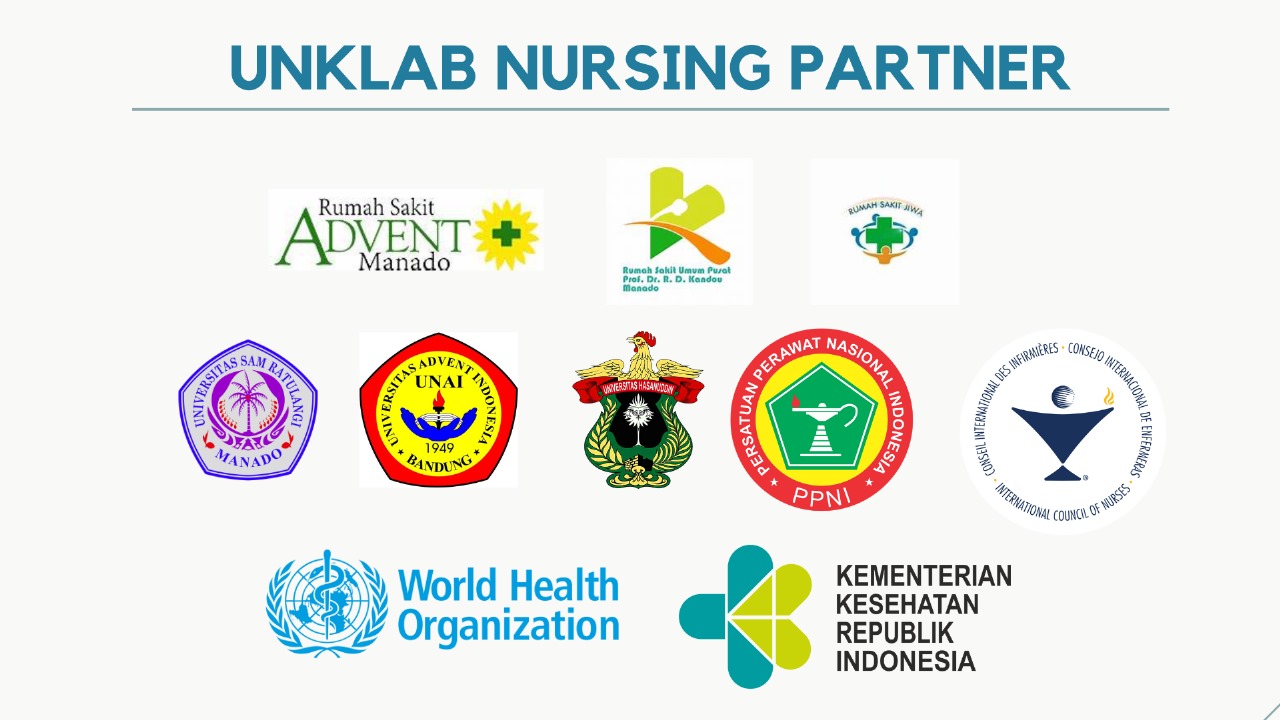 UNKLAB NURSING PARTNER
Rumah Sakit
ADVENT
Manado
Rumah Sakit Umum Pusat
Prof. Dr. R. D. Kandou
Manado
RUMAH SAKIT JIWA
UNIVERSITAS SAM RATULANGI
MANADO
UNIVERSITAS ADVENT INDONESIA
UNAI
1949
BANDUNG
UNIVERSITAS HASANUDDIN
PERSATUAN PERAWAT NASIONAL INDONESIA
PPNI
CONSEIL INTERNATIONAL DES INFIRMIÈRES · CONSEJO INTERNACIONAL DE ENFERMERAS ·
INTERNATIONAL COUNCIL OF NURSES ·
®
World Health
Organization
KEMENTERIAN
KESEHATAN
REPUBLIK
INDONESIA